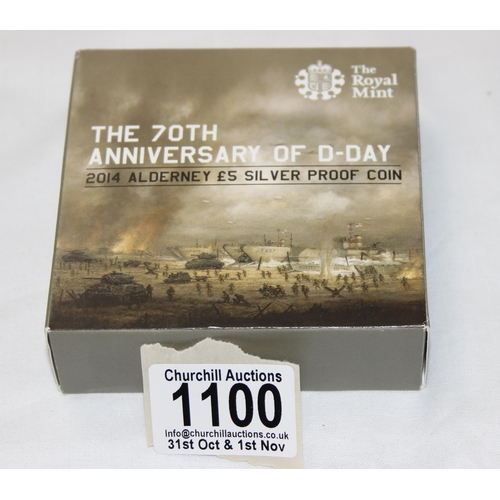 The
Royal
Mint
THE 70TH
ANNIVERSARY OF D-DAY
2014 ALDERNEY £5 SILVER PROOF COIN
Churchill Auctions
1100
Info@churchillauctions.co.uk
31st Oct & 1st Nov